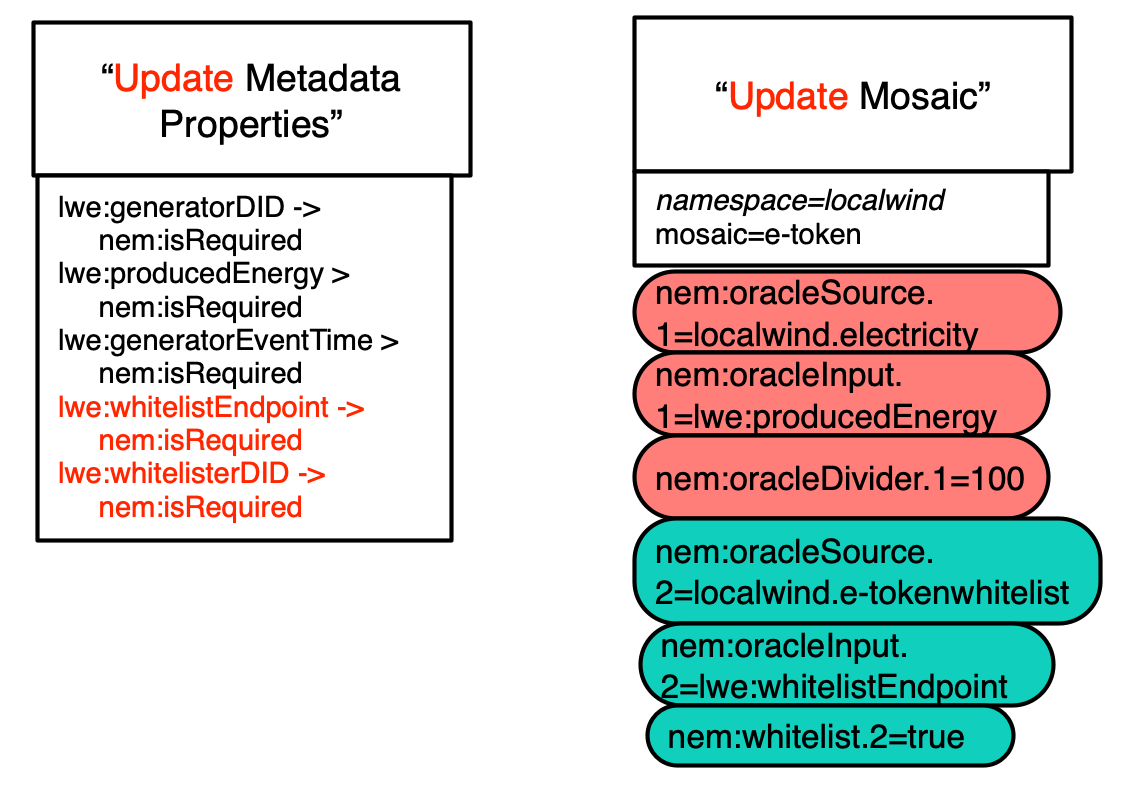 “Update Metadata
Properties”
lwe:generatorDID ->
nem:isRequired
lwe:producedEnergy >
nem:isRequired
lwe:generatorEventTime >
nem:isRequired
lwe:whitelistEndpoint ->
nem:isRequired
lwe:whitelisterDID ->
nem:isRequired
“Update Mosaic”
namespace=localwind
mosaic=e-token
nem:oracleSource.
1=localwind.electricity
nem:oracleInput.
1=lwe:producedEnergy
nem:oracleDivider.1=100
nem:oracleSource.
2=localwind.e-tokenwhitelist
nem:oracleInput.
2=lwe:whitelistEndpoint
nem:whitelist.2=true